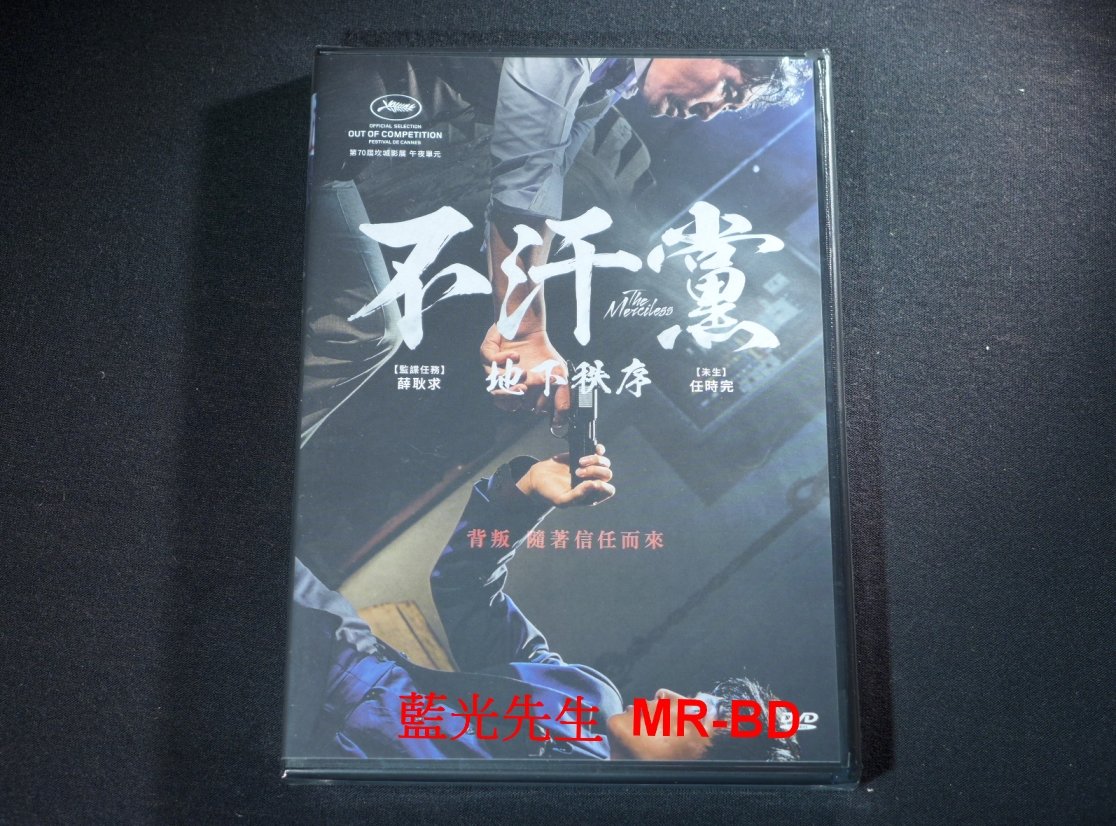 OFFICIAL SELECTION
OUT OF COMPETITION
FESTIVAL DE CANNES
第70屆坎城影展 午夜單元
不汗黨
The Merciless
【監諜任務】
薛耿求
地下秩序
【未生】
任時完
背叛 隨著信任而來
藍光先生 MR-BD